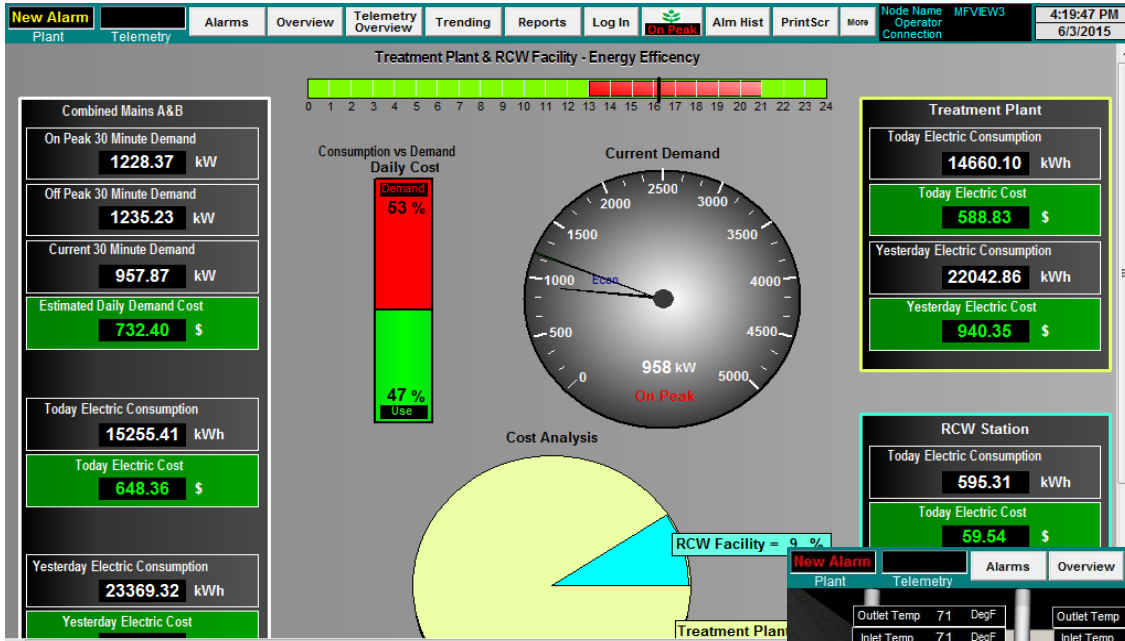 New Alarm
Plant
Telemetry
Alarms
Overview
Telemetry
Overview
Trending
Reports
Log In
On Peak
Alm Hist
PrintScr
More
Node Name MFVIEW3
Operator
Connection
4:19:47 PM
6/3/2015
Treatment Plant & RCW Facility - Energy Efficency
0 1 2 3 4 5 6 7 8 9 10 11 12 13 14 15 16 17 18 19 20 21 22 23 24
Combined Mains A&B
On Peak 30 Minute Demand
1228.37 kW
Off Peak 30 Minute Demand
1235.23 kW
Current 30 Minute Demand
957.87 kW
Estimated Daily Demand Cost
732.40 $
Today Electric Consumption
15255.41 kWh
Today Electric Cost
648.36 $
Yesterday Electric Consumption
23369.32 kWh
Yesterday Electric Cost
Consumption vs Demand
Daily Cost
Demand
53 %
47 %
Use
Current Demand
0
500
1000
1500
2000
2500
3000
3500
4000
4500
5000
Econ
958 kW
On Peak
Cost Analysis
RCW Facility = 9 %
Treatment Plan
Treatment Plant
Today Electric Consumption
14660.10 kWh
Today Electric Cost
588.83 $
Yesterday Electric Consumption
22042.86 kWh
Yesterday Electric Cost
940.35 $
RCW Station
Today Electric Consumption
595.31 kWh
Today Electric Cost
59.54 $
New Alarm
Plant
Telemetry
Alarms
Overview
Outlet Temp 71 DegF
Outlet Temp
Inlet Temp 71 DegF
Inlet Temp